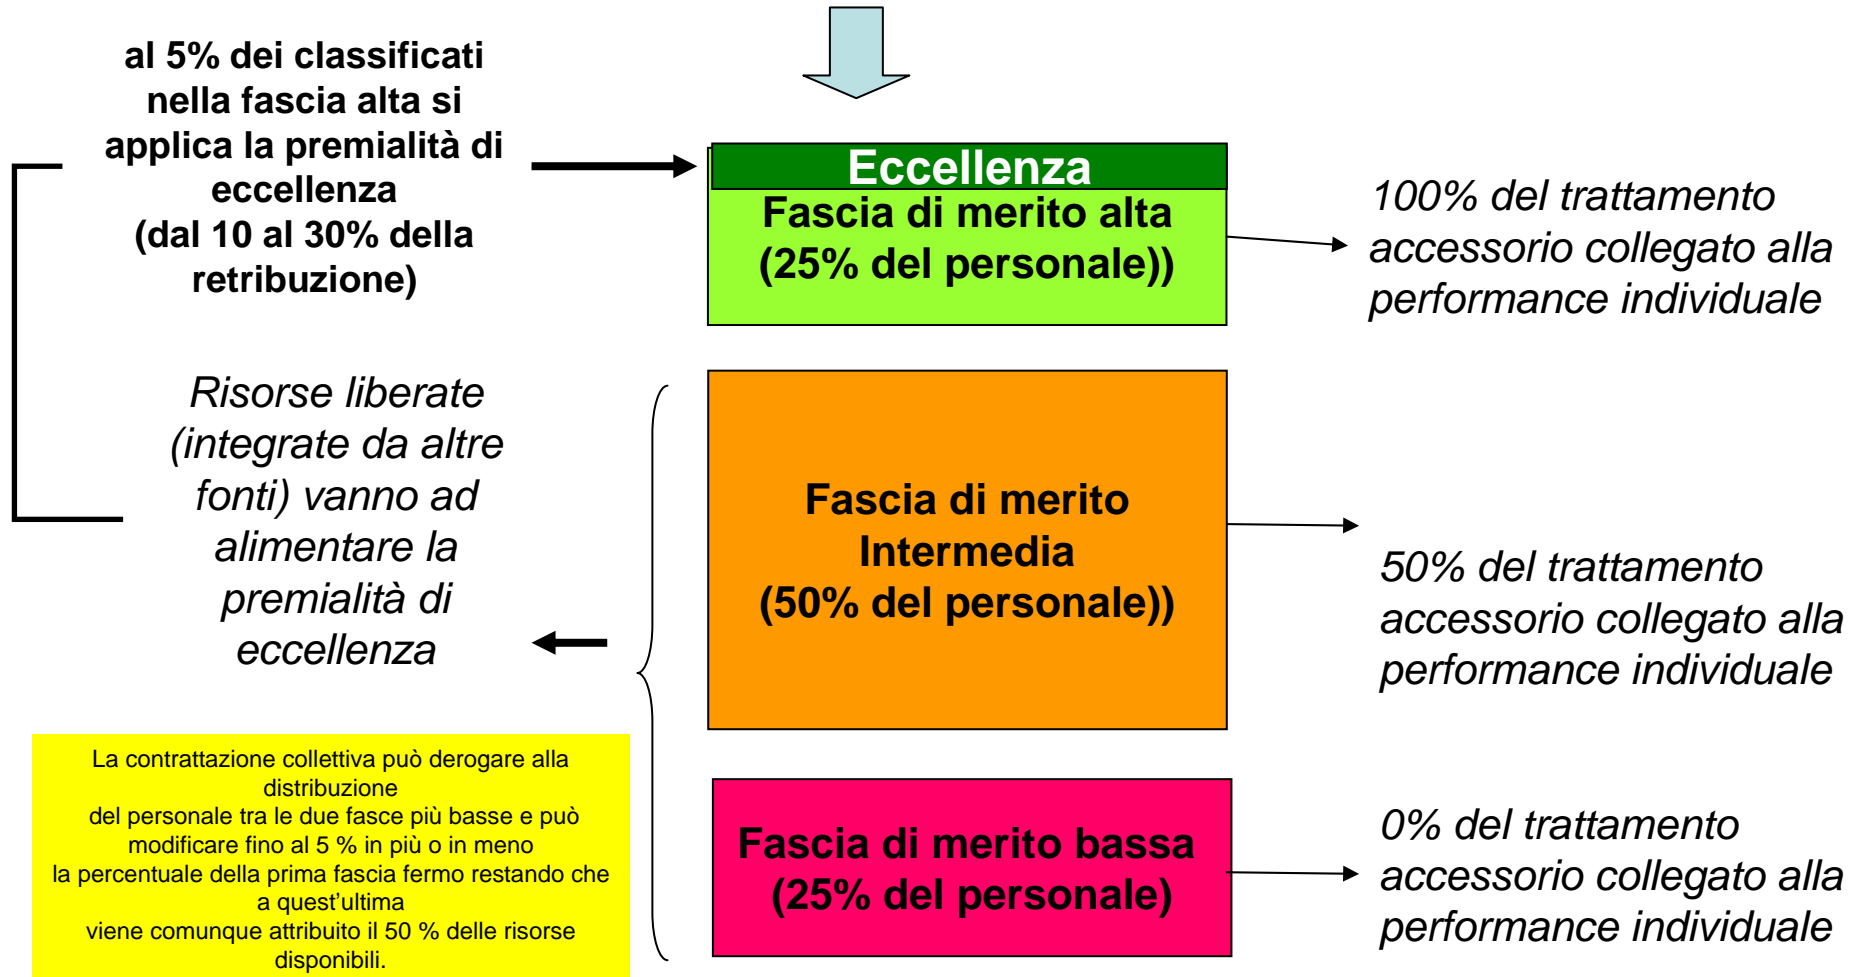 al 5% dei classificati
nella fascia alta si
applica la premialità di
eccellenza
(dal 10 al 30% della
retribuzione)
Eccellenza
Fascia di merito alta
(25% del personale))
100% del trattamento
accessorio collegato alla
performance individuale
Risorse liberate
(integrate da altre
fonti) vanno ad
alimentare la
premialità di
eccellenza
Fascia di merito
Intermedia
(50% del personale))
50% del trattamento
accessorio collegato alla
performance individuale
La contrattazione collettiva può derogare alla
distribuzione
del personale tra le due fasce più basse e può
modificare fino al 5 % in più o in meno
la percentuale della prima fascia fermo restando che
a quest'ultima
viene comunque attribuito il 50 % delle risorse
disponibili.
Fascia di merito bassa
(25% del personale)
0% del trattamento
accessorio collegato alla
performance individuale